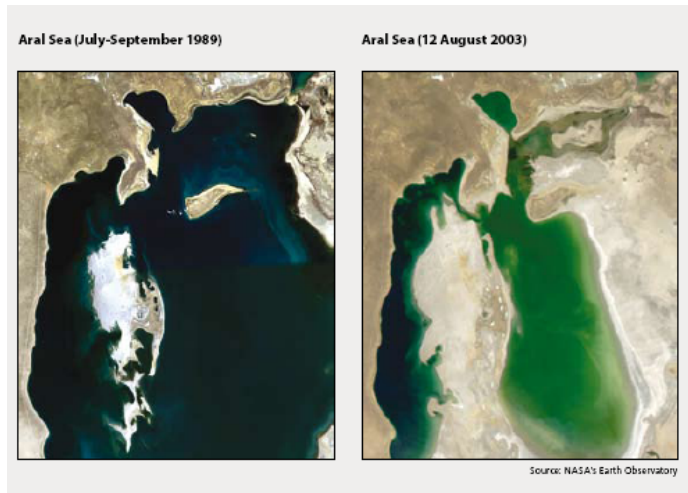 Aral Sea (July-September 1989)
Aral Sea (12 August 2003)
Source: NASA's Earth Observatory